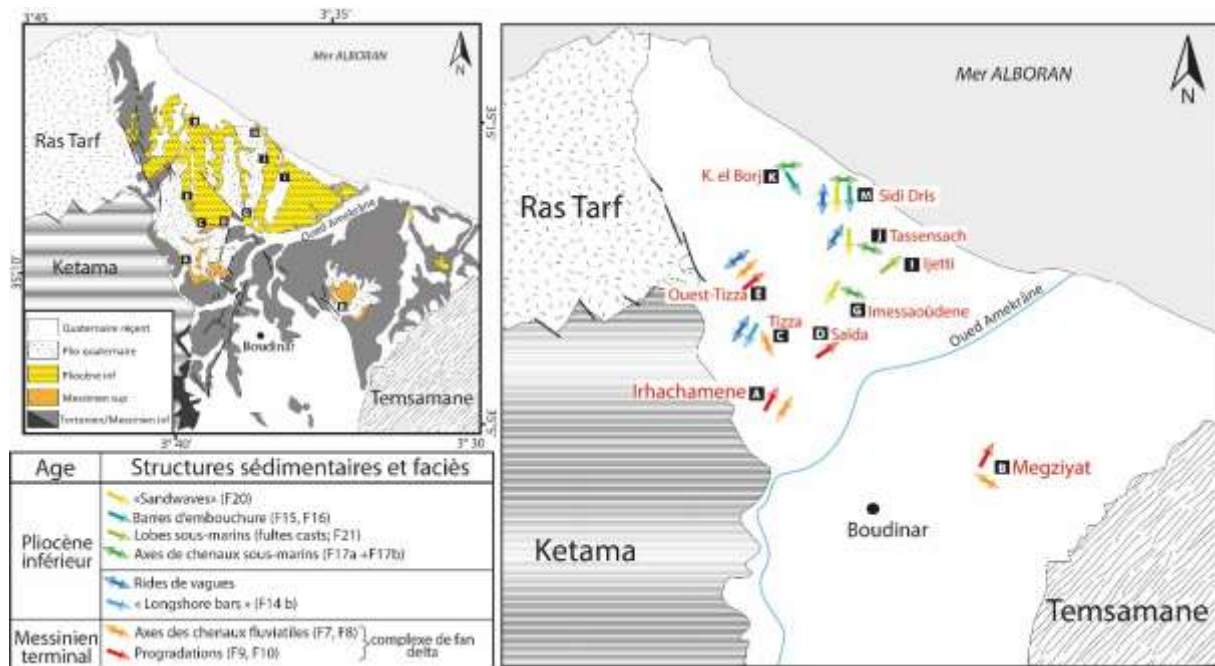 3°45
3°35'
Mer ALBORAN
N
Ras Tarf
35°15'
Oued Amekrâne
Ketama
35°10'
Boudinar
Temsamane
Quaternaire récent
Plio quaternaire
Pliocène inf
Messinien sup
Tortonien/Messinien inf
35°5'
3° 40'
3° 30
Age
Structures sédimentaires et faciès
Pliocène inférieur
«Sandwaves» (F20)
Barres d'embouchure (F15, F16)
Lobes sous-marins (fultes casts; F21)
Axes de chenaux sous-marins (F17a +F17b)
Rides de vagues
« Longshore bars » (F14 b)
Messinien terminal
Axes des chenaux fluviatiles (F7, F8)
Progradations (F9, F10)
complexe de fan delta
Mer ALBORAN
N
Ras Tarf
K. el Borj K
M Sidi Dris
J Tassensach
I Ijetti
Ouest-Tizza E
G Imessaoûdene
Tizza
C
D Saida
Oued Amekrâne
Irhachamene A
B Megziyat
Boudinar
Ketama
Temsamane